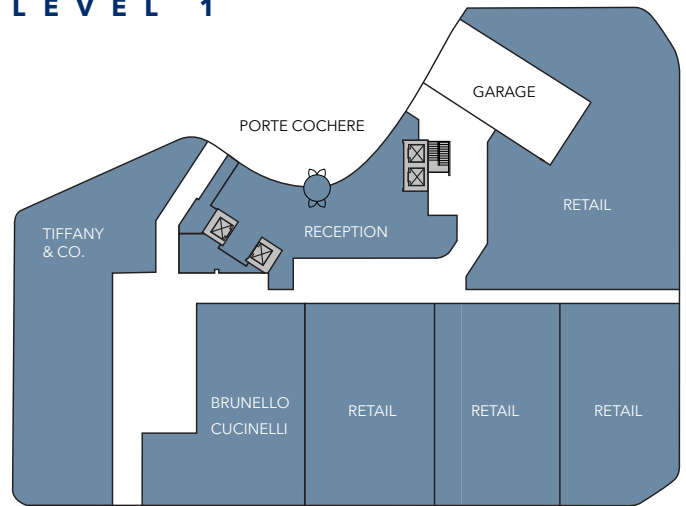 LEVEL 1
GARAGE
PORTE COCHERE
RETAIL
TIFFANY
& CO.
RECEPTION
BRUNELLO
CUCINELLI
RETAIL
RETAIL
RETAIL